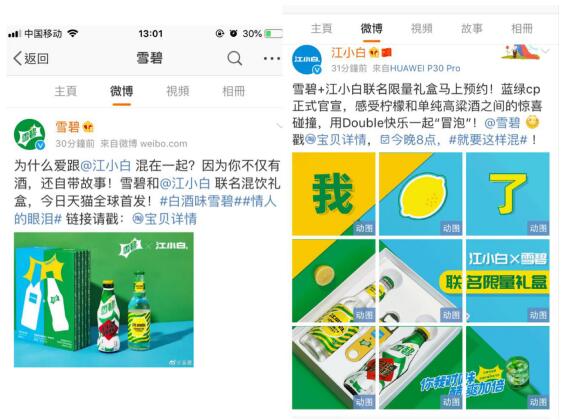 中国移动
13:01
30%
返回
雪碧
主頁
微博
視頻
相冊
雪碧
30分鐘前 来自微博 weibo.com
为什么爱跟@江小白 混在一起？因为你不仅有
酒，还自带故事！雪碧和@江小白 联名混饮礼
盒，今日天猫全球首发！#白酒味雪碧##情人
的眼泪# 链接请戳：宝贝详情
雪碧 × 江小白
主頁
微博
視頻
故事
相冊
江小白
31分鐘前 来自HUAWEI P30 Pro
雪碧+江小白联名限量礼盒马上预约！蓝绿cp
正式官宣，感受柠檬和单纯高粱酒之间的惊喜
碰撞，用Double快乐一起“冒泡”！@雪碧
戳宝贝详情，今晚8点，#就要这样混#！
我
了
动图
动图
动图
江小白×雪碧
联名限量礼盒
动图
动图
动图
动图
动图
动图